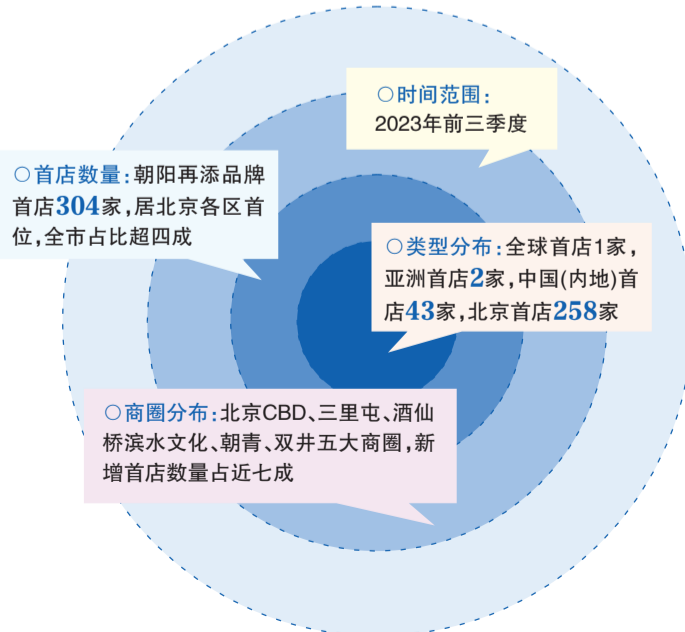 ○时间范围：
2023年前三季度
○首店数量：朝阳再添品牌
首店304家，居北京各区首
位，全市占比超四成
○类型分布：全球首店1家，
亚洲首店2家，中国(内地)首
店43家，北京首店258家
○商圈分布：北京CBD、三里屯、酒仙
桥滨水文化、朝青、双井五大商圈，新
增首店数量占近七成